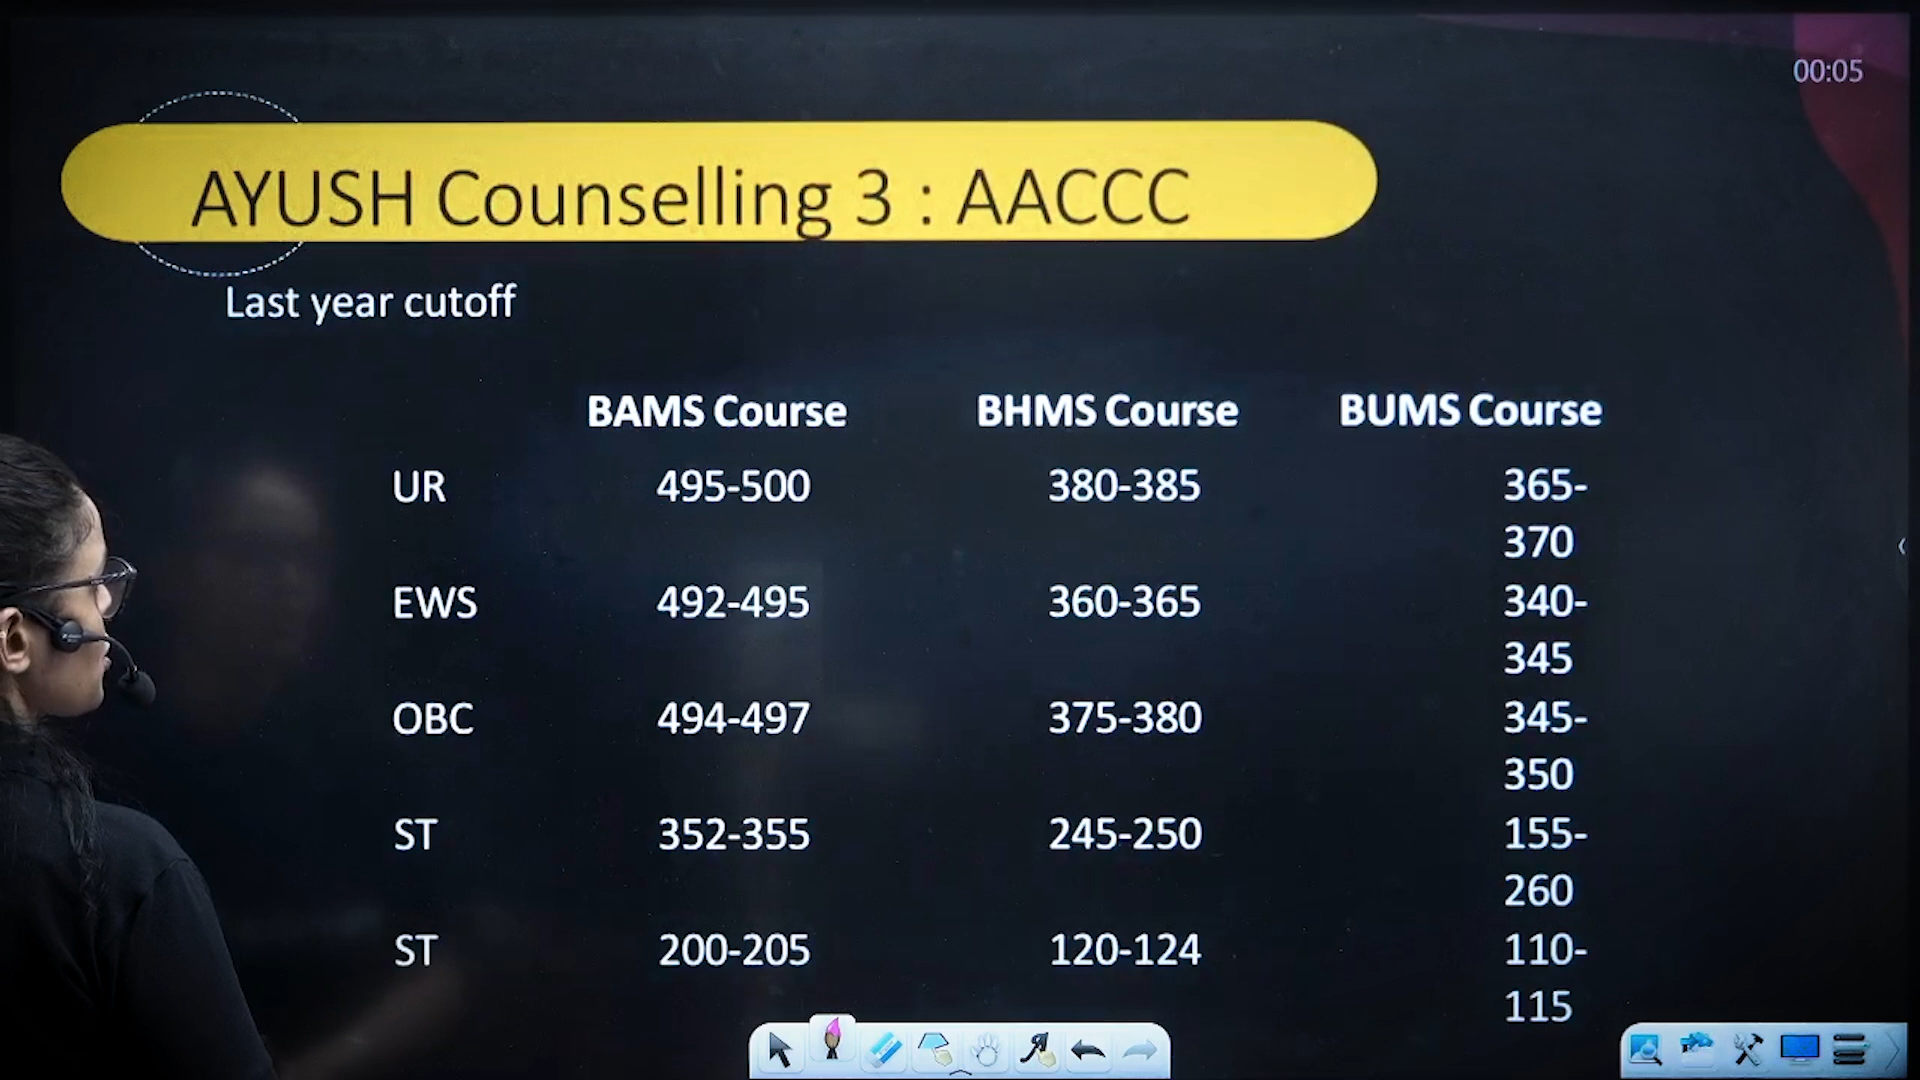 00:05
AYUSH Counselling 3 : AACCC
Last year cutoff
BAMS Course BHMS Course BUMS Course
UR 495-500 380-385 365-
370
EWS 492-495 360-365 340-
345
OBC 494-497 375-380 345-
350
ST 352-355 245-250 155-
260
ST 200-205 120-124 110-
115